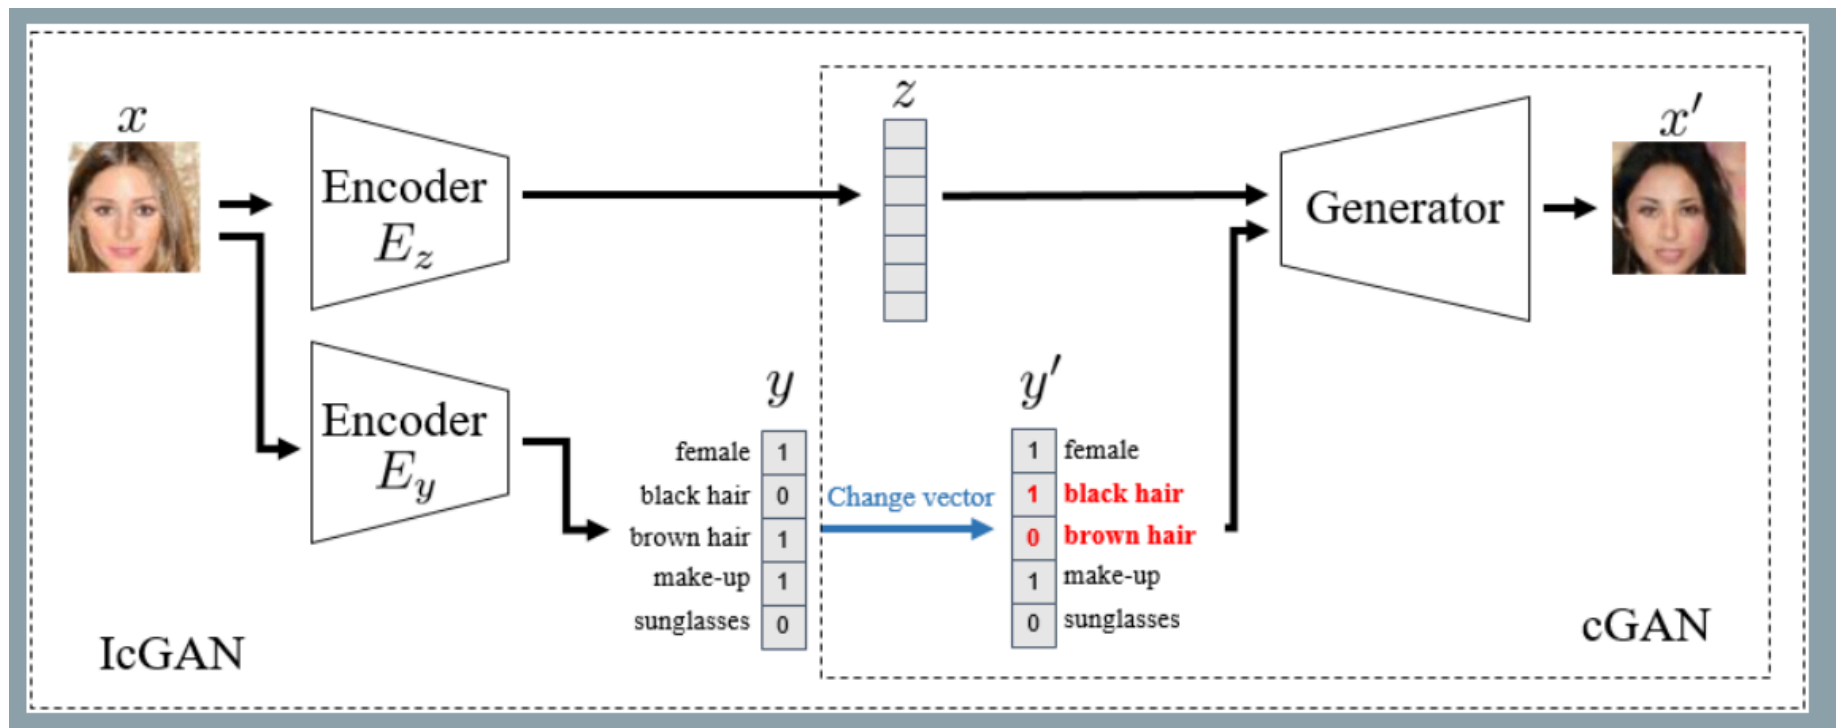 x
Encoder
E_z
z
Generator
x′
Encoder
E_y
y
female 1
black hair 0
brown hair 1
make-up 1
sunglasses 0
Change vector
y′
1 female
1 black hair
0 brown hair
1 make-up
0 sunglasses
IcGAN
cGAN